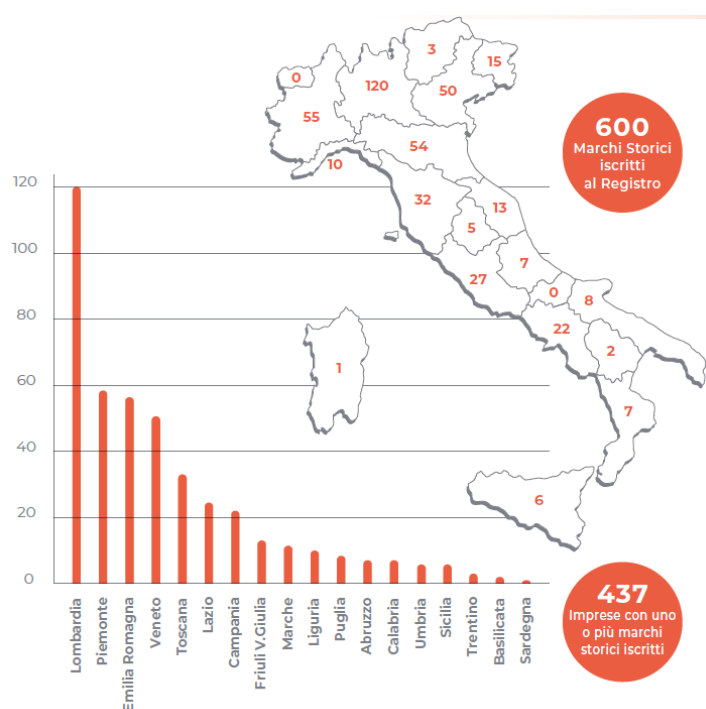 3
15
0
120
50
55
54
10
32
13
5
7
27
0
8
22
2
1
7
6
600
Marchi Storici
iscritti
al Registro
120
100
80
60
40
20
0
Lombardia
Piemonte
Emilia Romagna
Veneto
Toscana
Lazio
Campania
Friuli V.Giulia
Marche
Liguria
Puglia
Abruzzo
Calabria
Umbria
Sicilia
Trentino
Basilicata
Sardegna
437
Imprese con uno
o più marchi
storici iscritti